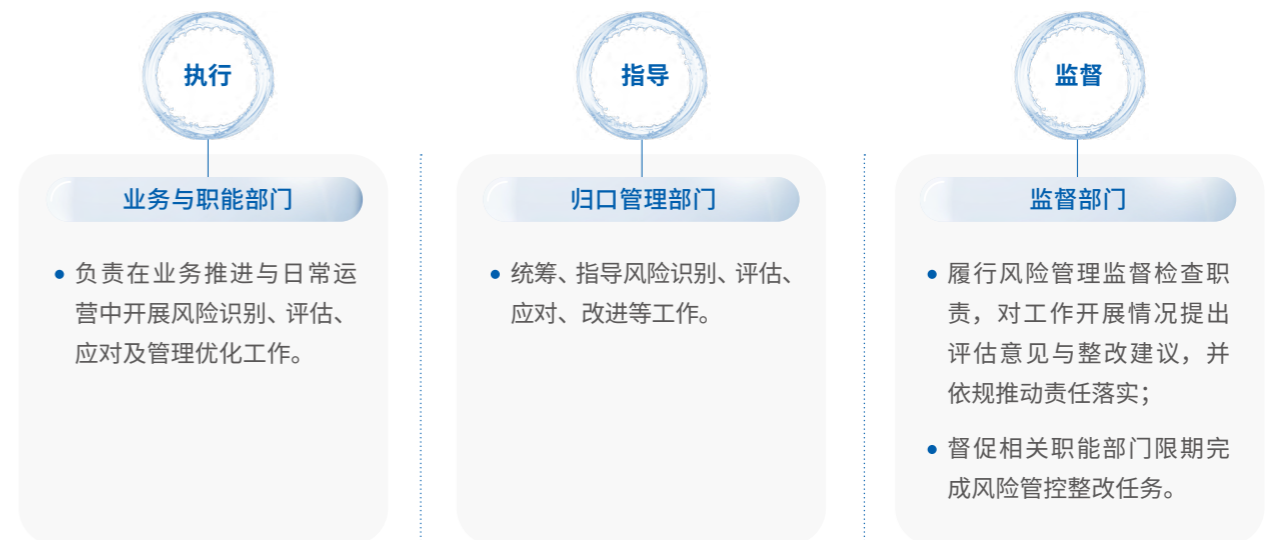 执行
业务与职能部门
● 负责在业务推进与日常运
营中开展风险识别、评估、
应对及管理优化工作。
指导
归口管理部门
● 统筹、指导风险识别、评估、
应对、改进等工作。
监督
监督部门
● 履行风险管理监督检查职
责，对工作开展情况提出
评估意见与整改建议，并
依规推动责任落实；
● 督促相关职能部门限期完
成风险管控整改任务。